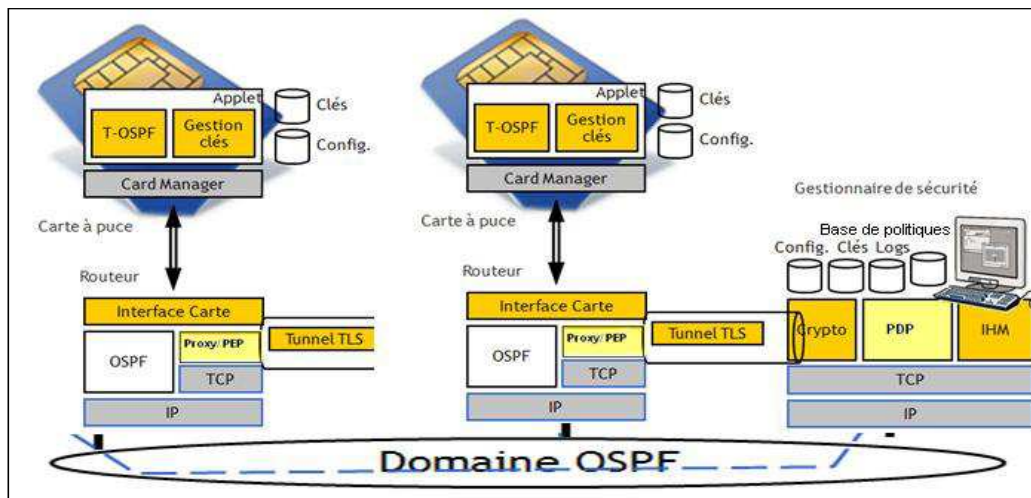 Applet
Clés
T-OSPF
Gestion
clés
Config.
Card Manager
Carte à puce
Routeur
Interface Carte
OSPF
Proxy/PEP
Tunnel TLS
TCP
IP
Applet
Clés
T-OSPF
Gestion
clés
Config.
Card Manager
Carte à puce
Routeur
Interface Carte
OSPF
Proxy/PEP
Tunnel TLS
TCP
IP
Gestionnaire de sécurité
Base de politiques
Config. Clés Logs
Crypto
PDP
IHM
TCP
IP
Domaine OSPF